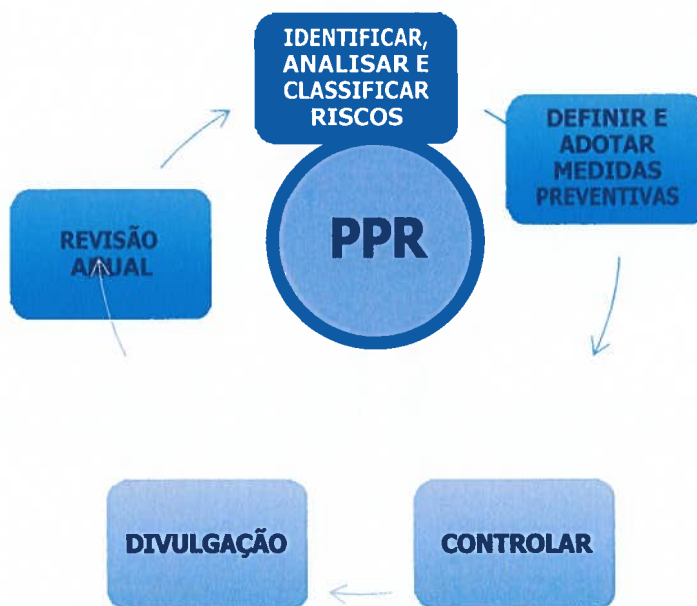 IDENTIFICAR,
ANALISAR E
CLASSIFICAR
RISCOS
DEFINIR E
ADOTAR
MEDIDAS
PREVENTIVAS
PPR
REVISÃO
ANUAL
DIVULGAÇÃO
CONTROLAR